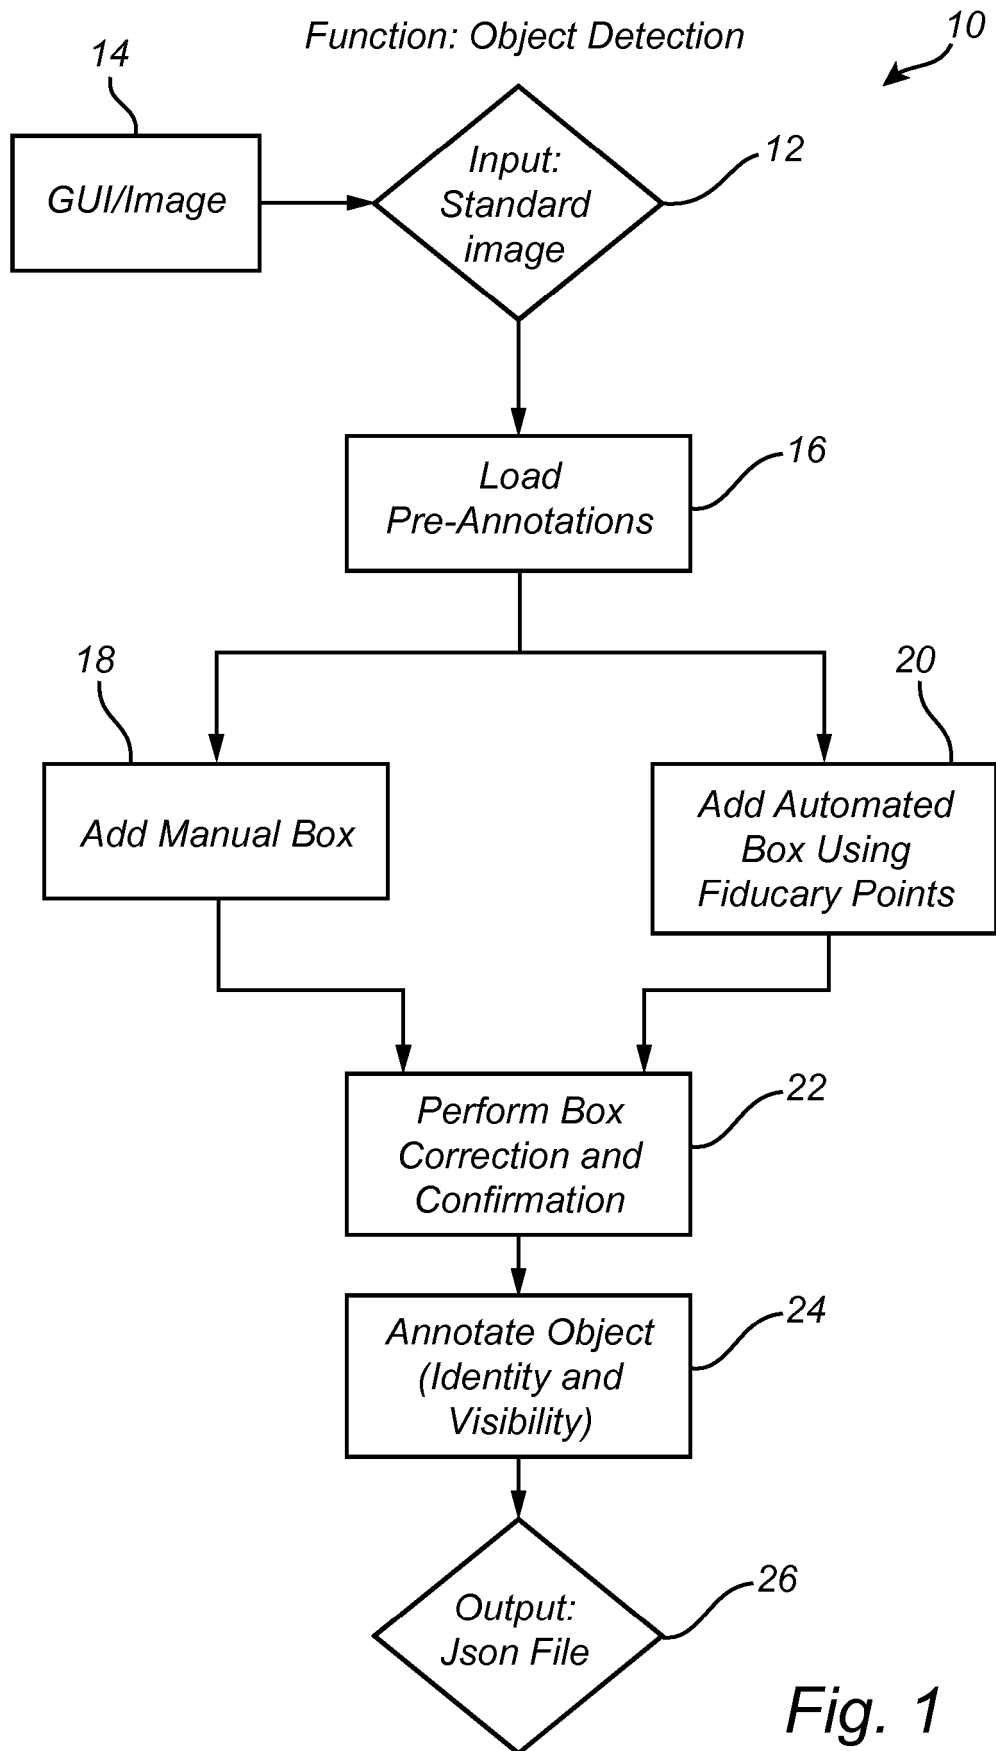 Function: Object Detection
10
14
12
GUI/Image
Input:
Standard
image
16
Load
Pre-Annotations
18
20
Add Manual Box
Add Automated
Box Using
Fiducary Points
22
Perform Box
Correction and
Confirmation
24
Annotate Object
(Identity and
Visibility)
26
Output:
Json File
Fig. 1